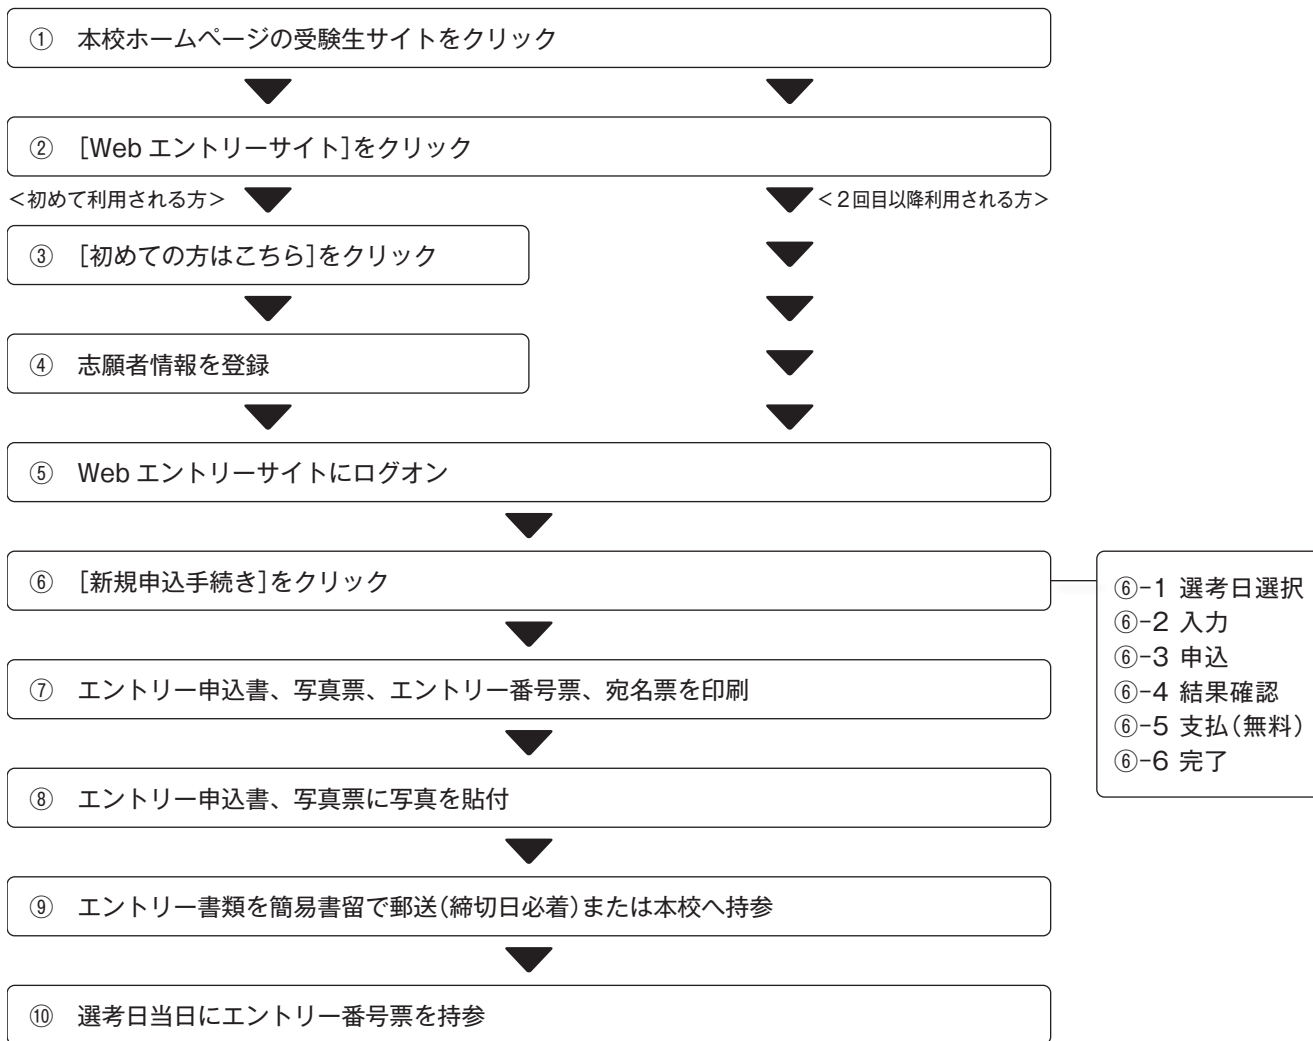 ① 本校ホームページの受験生サイトをクリック
② [Web エントリーサイト]をクリック
<初めて利用される方>
<2回目以降利用される方>
③ [初めての方はこちら]をクリック
④ 志願者情報を登録
⑤ Web エントリーサイトにログオン
⑥ [新規申込手続き]をクリック
⑥-1 選考日選択
⑥-2 入力
⑥-3 申込
⑥-4 結果確認
⑥-5 支払(無料)
⑥-6 完了
⑦ エントリー申込書、写真票、エントリー番号票、宛名票を印刷
⑧ エントリー申込書、写真票に写真を貼付
⑨ エントリー書類を簡易書留で郵送(締切日必着)または本校へ持参
⑩ 選考日当日にエントリー番号票を持参